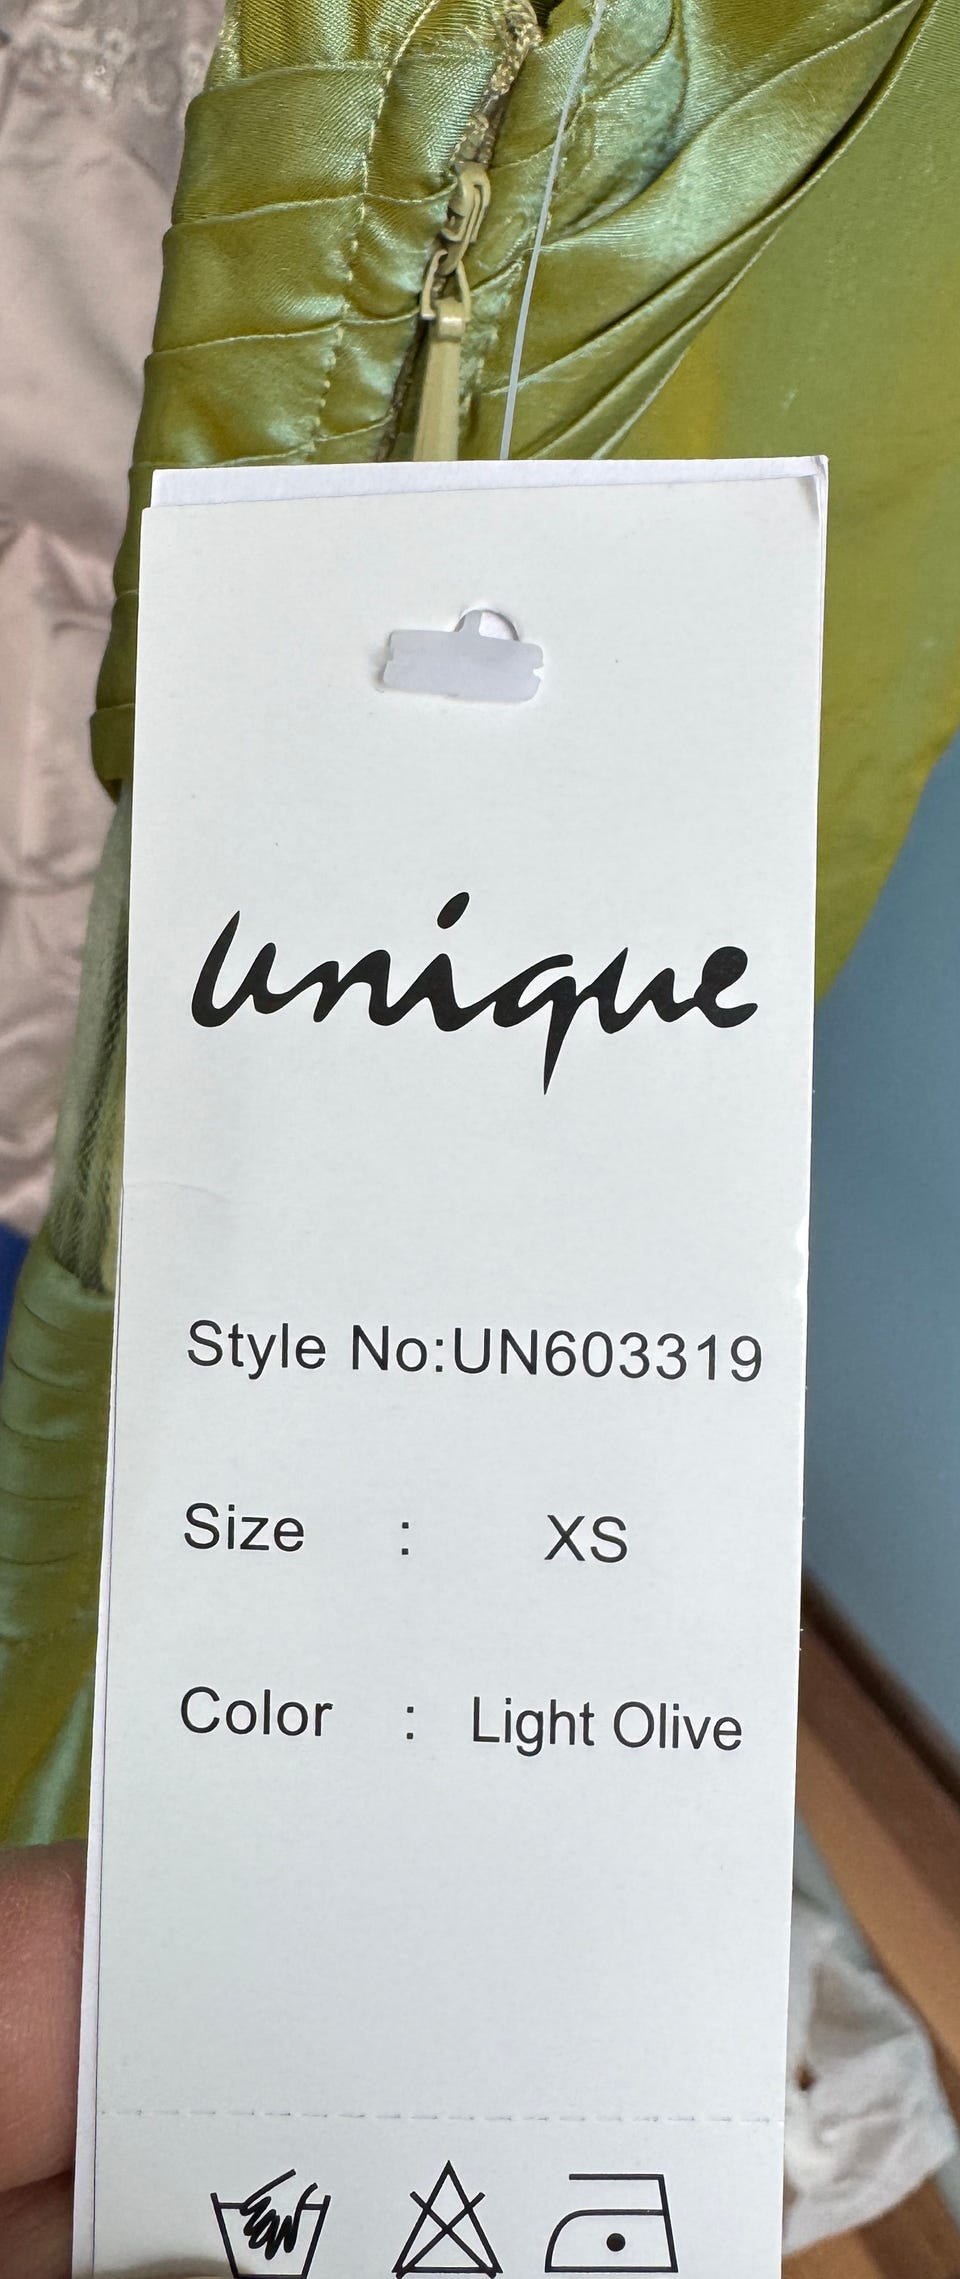 unique
Style No:UN603319
Size : XS
Color : Light Olive